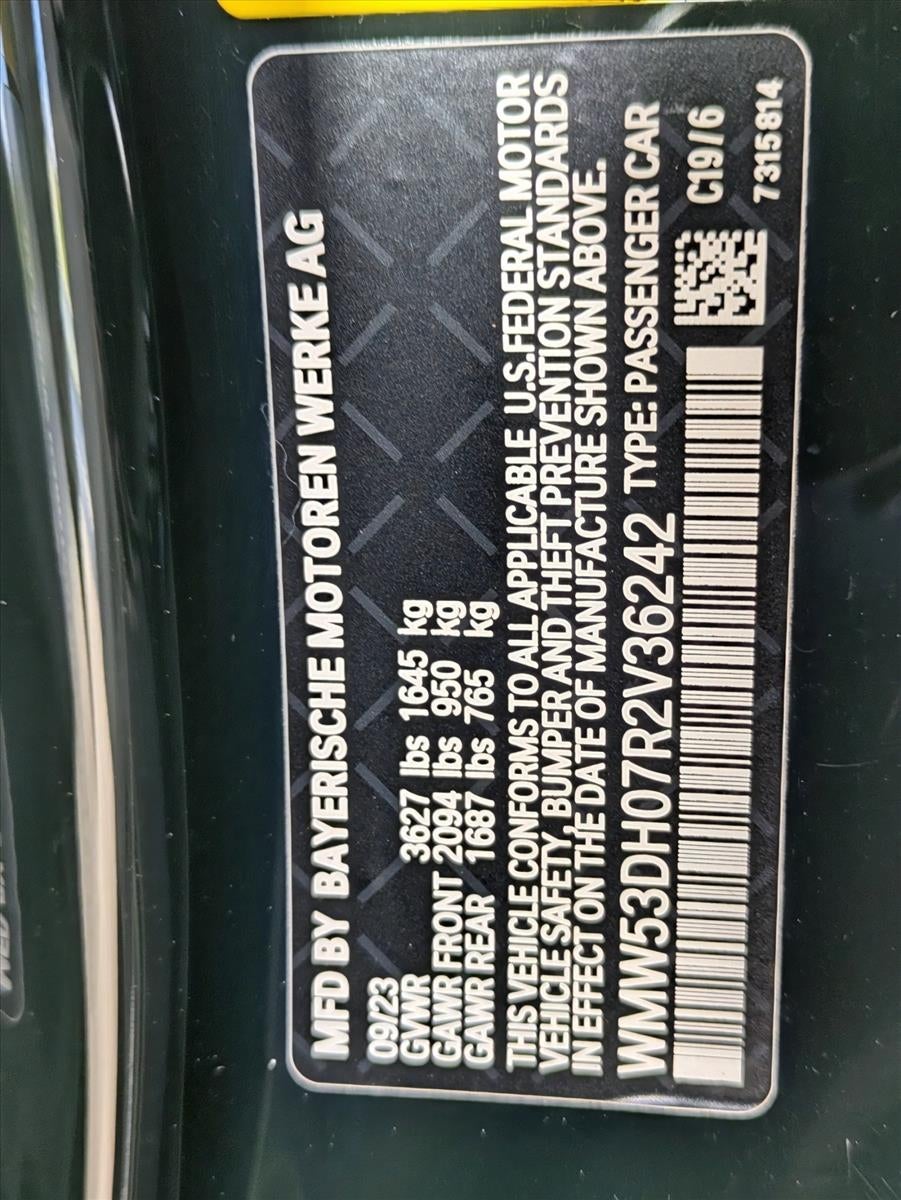 MFD BY BAYERISCHE MOTOREN WERKE AG
09/23
GVWR 3627 lbs 1645 kg
GAWR FRONT 2094 lbs 950 kg
GAWR REAR 1687 lbs 765 kg
THIS VEHICLE CONFORMS TO ALL APPLICABLE U.S.FEDERAL MOTOR
VEHICLE SAFETY, BUMPER AND THEFT PREVENTION STANDARDS
IN EFFECT ON THE DATE OF MANUFACTURE SHOWN ABOVE.
WMW53DH07R2V36242 TYPE: PASSENGER CAR
C19/6
7315814